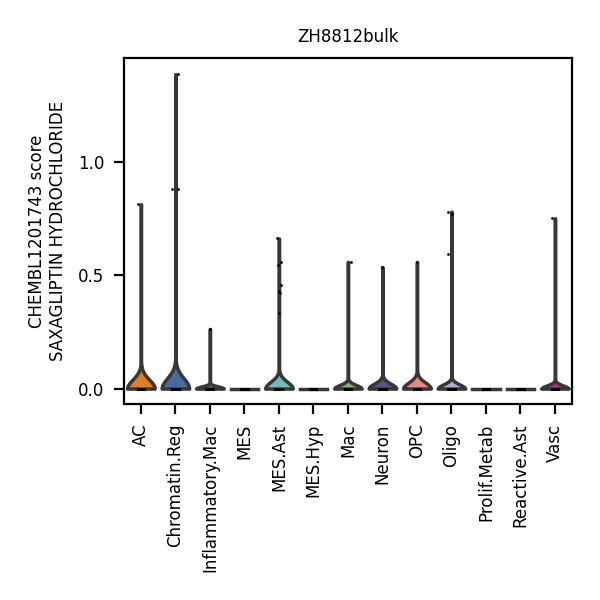 ZH8812bulk
CHEMBL1201743 score
SAXAGLIPTIN HYDROCHLORIDE
1.0
0.5
0.0
AC
Chromatin.Reg
Inflammatory.Mac
MES
MES.Ast
MES.Hyp
Mac
Neuron
OPC
Oligo
Prolif.Metab
Reactive.Ast
Vasc